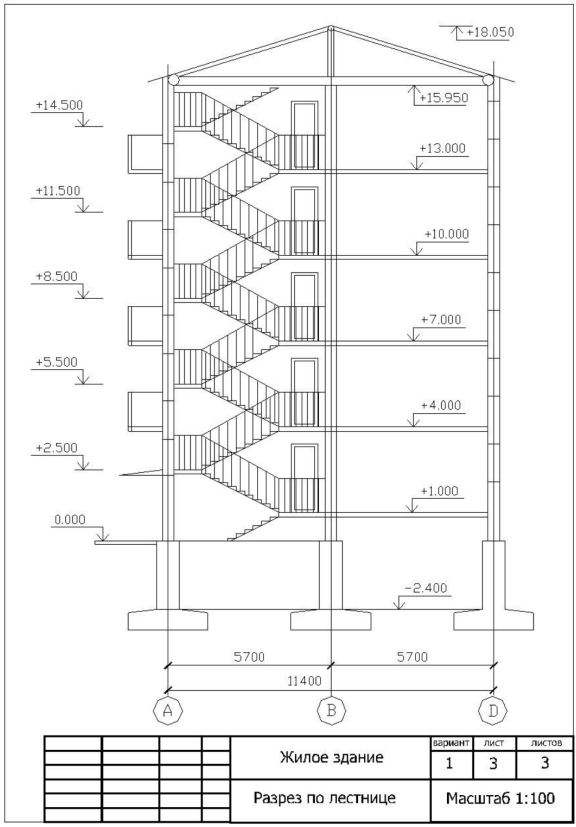 +18.050
+15.950
+14.500
+13.000
+11.500
+10.000
+8.500
+7.000
+5.500
+4.000
+2.500
+1.000
0.000
-2.400
5700 5700
11400
A B D
Жилое здание
вариант лист листов
1 3 3
Разрез по лестнице
Масштаб 1:100